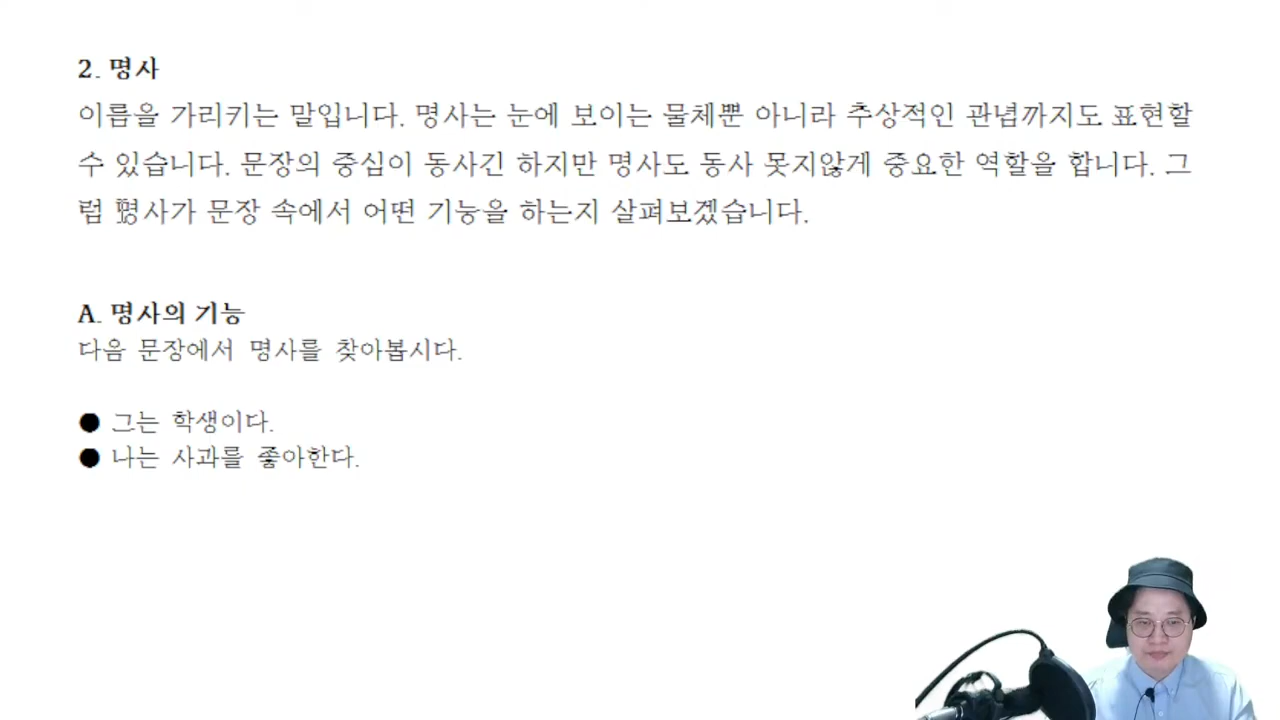 2. 명사
이름을 가리키는 말입니다. 명사는 눈에 보이는 물체뿐 아니라 추상적인 관념까지도 표현할
수 있습니다. 문장의 중심이 동사긴 하지만 명사도 동사 못지않게 중요한 역할을 합니다. 그
럼 명사가 문장 속에서 어떤 기능을 하는지 살펴보겠습니다.
A. 명사의 기능
다음 문장에서 명사를 찾아봅시다.
● 그는 학생이다.
● 나는 사과를 좋아한다.